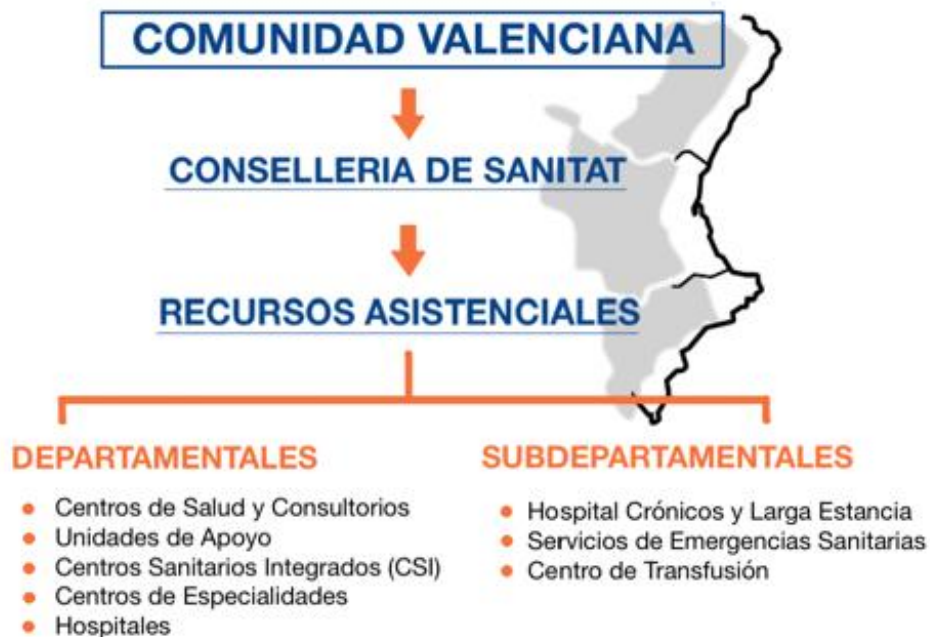 COMUNIDAD VALENCIANA
CONSELLERIA DE SANITAT
RECURSOS ASISTENCIALES
DEPARTAMENTALES
Centros de Salud y Consultorios
Unidades de Apoyo
Centros Sanitarios Integrados (CSI)
Centros de Especialidades
Hospitales
SUBDEPARTAMENTALES
Hospital Crónicos y Larga Estancia
Servicios de Emergencias Sanitarias
Centro de Transfusión